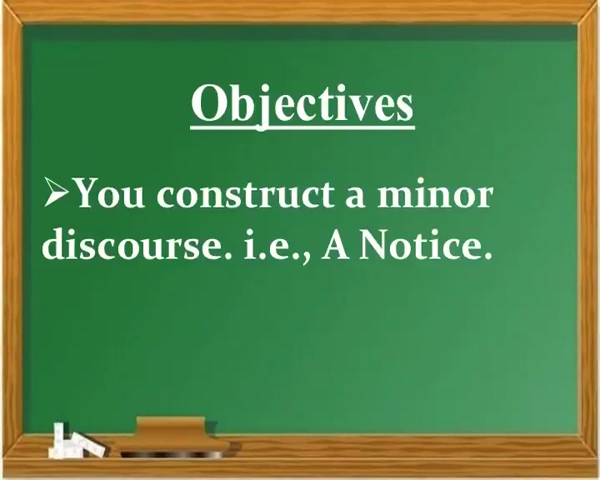 Objectives
➢You construct a minor
discourse. i.e., A Notice.